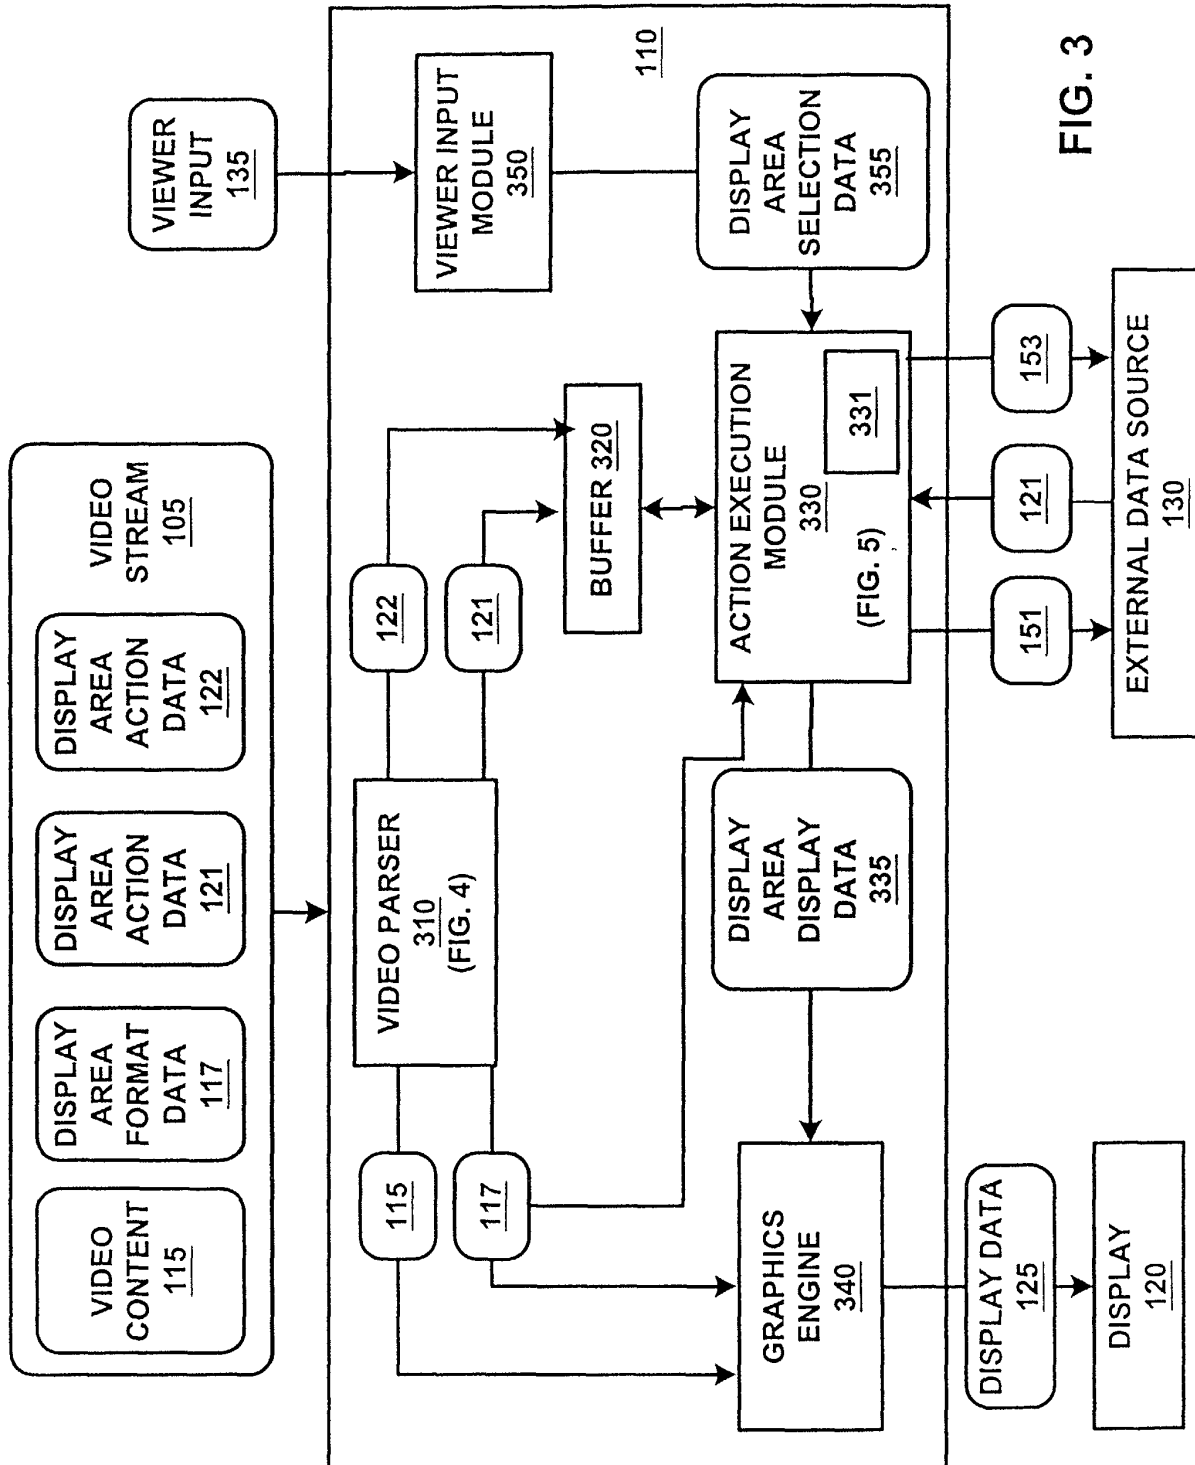 VIDEO
STREAM
105
VIDEO
CONTENT
115
DISPLAY
AREA
FORMAT
DATA
117
DISPLAY
AREA
ACTION
DATA
121
DISPLAY
AREA
ACTION
DATA
122
VIEWER
INPUT
135
110
VIDEO PARSER
310
(FIG. 4)
115
117
122
121
BUFFER 320
VIEWER INPUT
MODULE
350
DISPLAY
AREA
SELECTION
DATA
355
GRAPHICS
ENGINE
340
DISPLAY
AREA
DISPLAY
DATA
335
ACTION EXECUTION
MODULE
330
(FIG. 5)
331
DISPLAY DATA
125
DISPLAY
120
151
121
153
EXTERNAL DATA SOURCE
130
FIG. 3